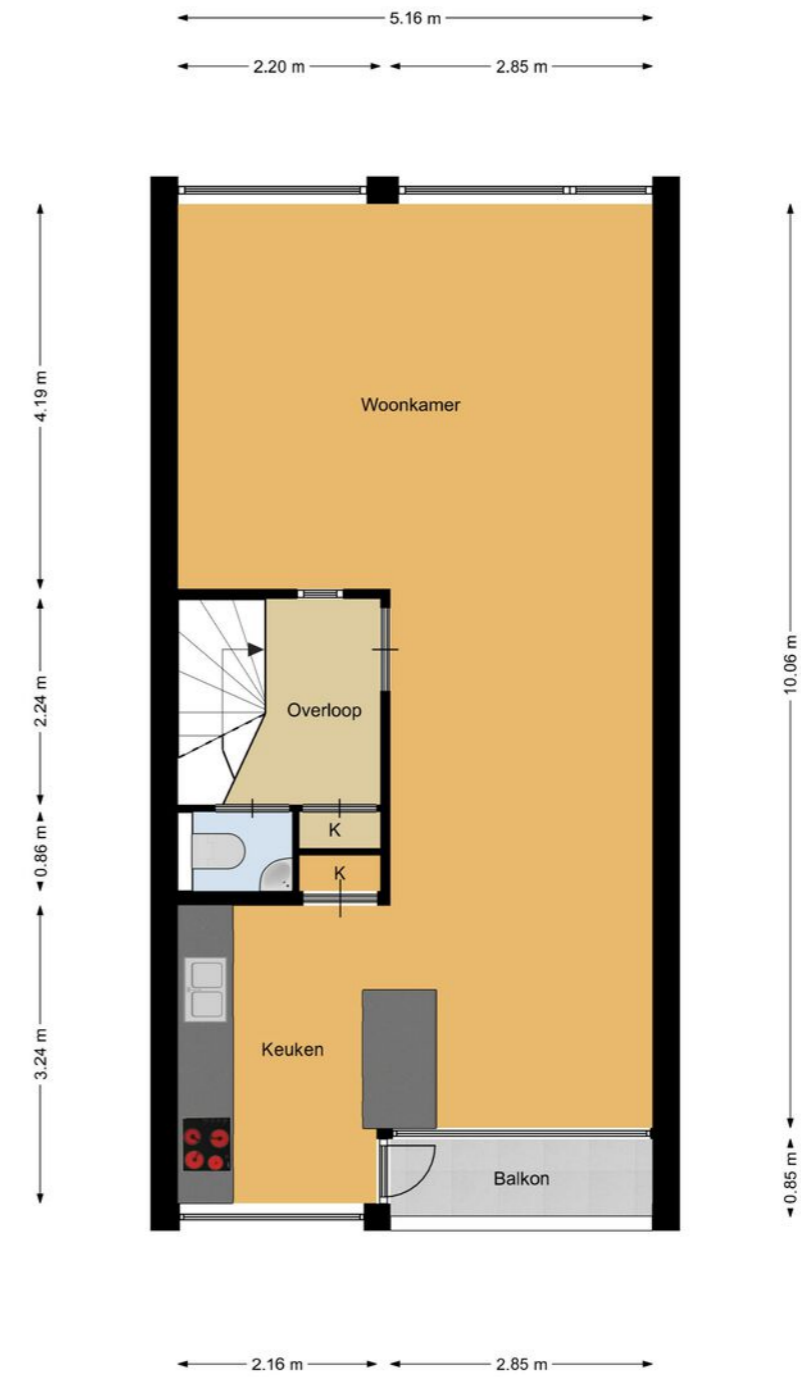 5.16 m
2.20 m
2.85 m
4.19 m
Woonkamer
10.06 m
2.24 m
Overloop
K
0.86 m
K
3.24 m
Keuken
0.85 m
Balkon
2.16 m
2.85 m